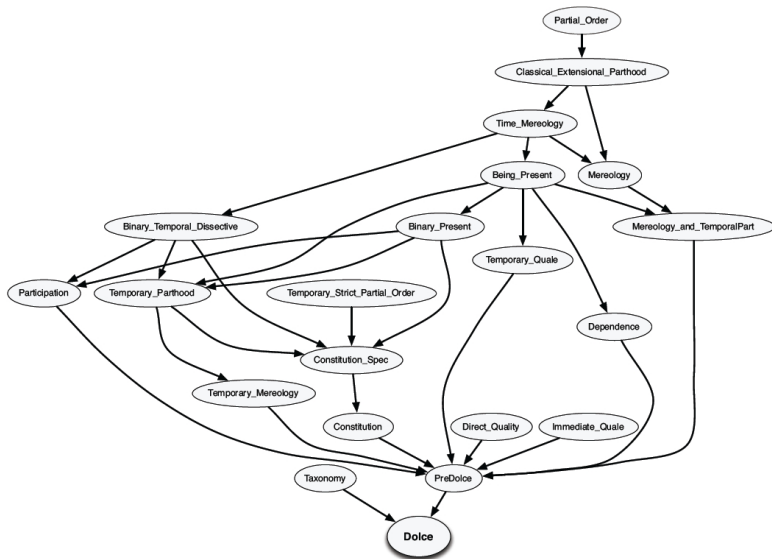 Partial_Order
Classical_Extensional_Parthood
Time_Mereology
Being_Present
Mereology
Binary_Temporal_Dissective
Binary_Present
Mereology_and_TemporalPart
Temporary_Quale
Participation
Temporary_Parthood
Temporary_Strict_Partial_Order
Dependence
Constitution_Spec
Temporary_Mereology
Constitution
Direct_Quality
Immediate_Quale
Taxonomy
PreDolce
Dolce